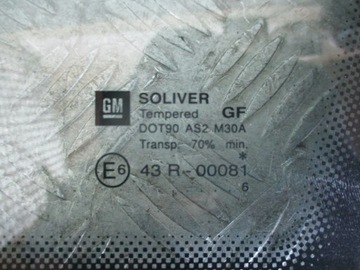 GM SOLIVER
Tempered GF
DOT90 AS2 M30A
Transp. 70% min.
*
E6 43 R-00081
6